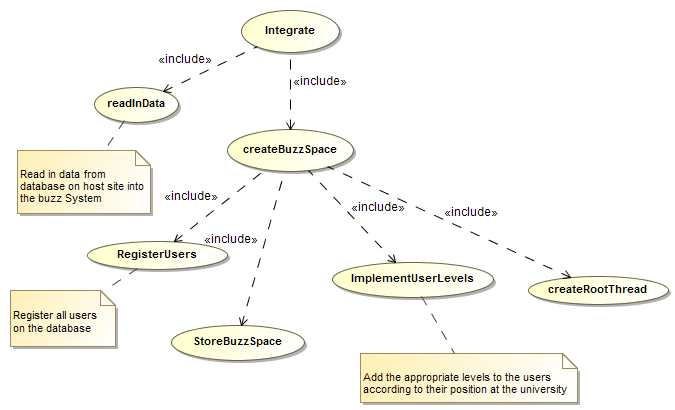 Integrate
«include»
«include»
readInData
createBuzzSpace
Read in data from
database on host site into
the buzz System
«include»
«include»
«include»
«include»
RegisterUsers
ImplementUserLevels
createRootThread
Register all users
on the database
StoreBuzzSpace
Add the appropriate levels to the users
according to their position at the university